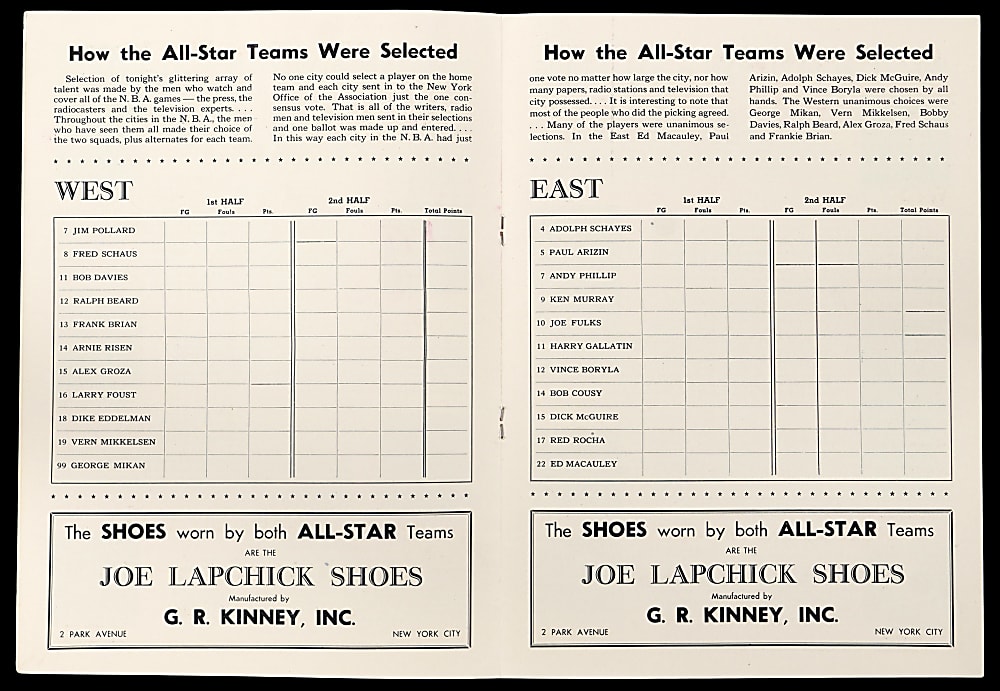 How the All-Star Teams Were Selected
Selection of tonight's glittering array of
talent was made by the men who watch and
cover all of the N. B. A. games — the press, the
radiocasters and the television experts. . . .
Throughout the cities in the N. B. A., the men
who have seen them all made their choice of
the two squads, plus alternates for each team.
No one city could select a player on the home
team and each city sent in to the New York
Office of the Association just the one con-
sensus vote. That is all of the writers, radio
men and television men sent in their selections
and one ballot was made up and entered. . . .
In this way each city in the N. B. A. had just
WEST
1st HALF
2nd HALF
FG Fouls Pts. FG Fouls Pts. Total Points
7 JIM POLLARD
8 FRED SCHAUS
11 BOB DAVIES
12 RALPH BEARD
13 FRANK BRIAN
14 ARNIE RISEN
15 ALEX GROZA
16 LARRY FOUST
18 DIKE EDDELMAN
19 VERN MIKKELSEN
99 GEORGE MIKAN
The SHOES worn by both ALL-STAR Teams
ARE THE
JOE LAPCHICK SHOES
Manufactured by
G. R. KINNEY, INC.
2 PARK AVENUE NEW YORK CITY
How the All-Star Teams Were Selected
one vote no matter how large the city, nor how
many papers, radio stations and television that
city possessed. . . . It is interesting to note that
most of the people who did the picking agreed.
. . . Many of the players were unanimous se-
lections. In the East Ed Macauley, Paul
Arizin, Adolph Schayes, Dick McGuire, Andy
Phillip and Vince Boryla were chosen by all
hands. The Western unanimous choices were
George Mikan, Vern Mikkelsen, Bobby
Davies, Ralph Beard, Alex Groza, Fred Schaus
and Frankie Brian.
EAST
1st HALF
2nd HALF
FG Fouls Pts. FG Fouls Pts. Total Points
4 ADOLPH SCHAYES
5 PAUL ARIZIN
7 ANDY PHILLIP
9 KEN MURRAY
10 JOE FULKS
11 HARRY GALLATIN
12 VINCE BORYLA
14 BOB COUSY
15 DICK McGUIRE
17 RED ROCHA
22 ED MACAULEY
The SHOES worn by both ALL-STAR Teams
ARE THE
JOE LAPCHICK SHOES
Manufactured by
G. R. KINNEY, INC.
2 PARK AVENUE NEW YORK CITY